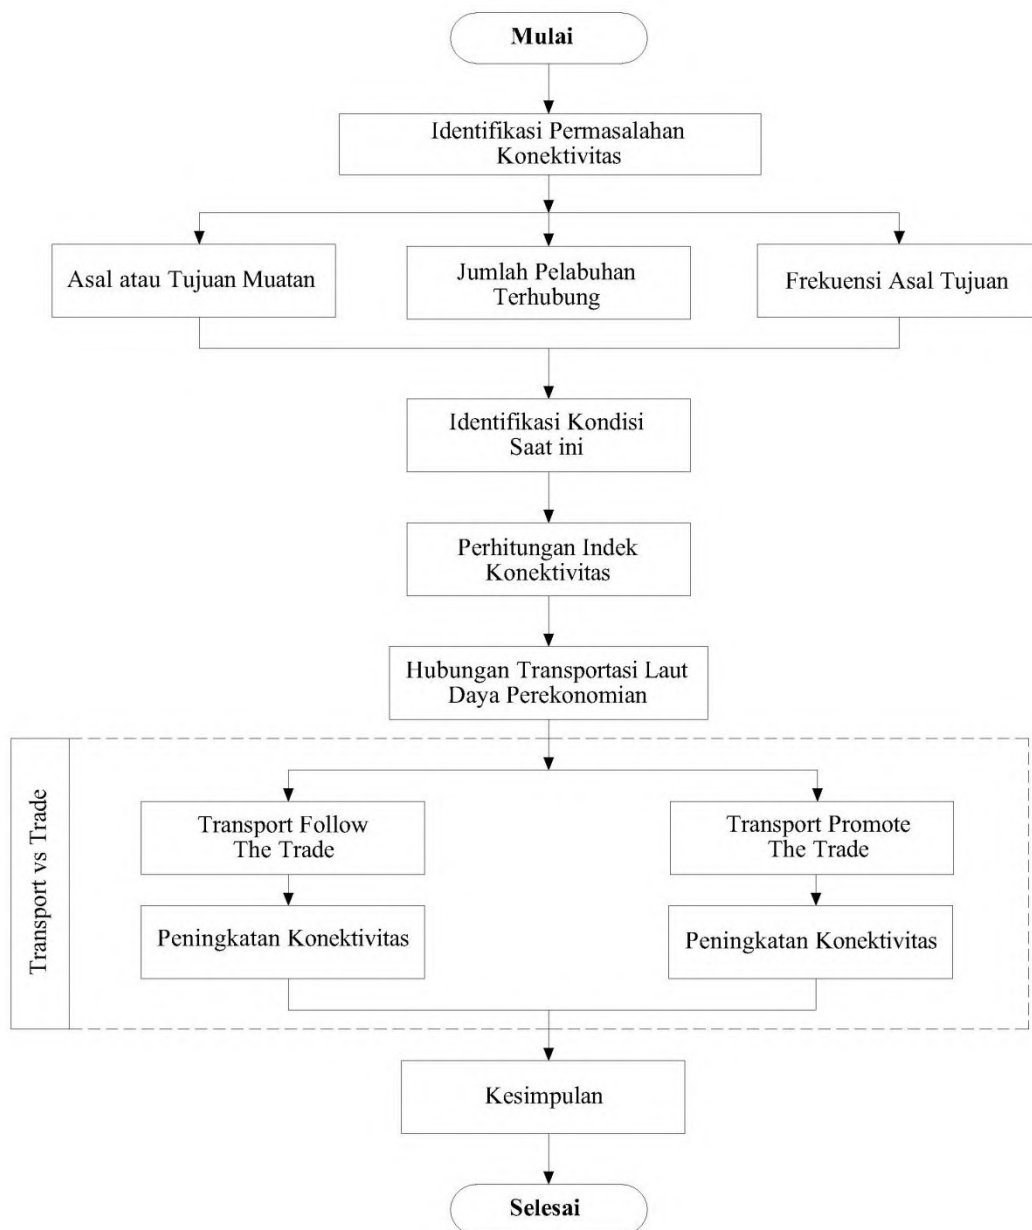 Mulai
Identifikasi Permasalahan
Konektivitas
Asal atau Tujuan Muatan
Jumlah Pelabuhan
Terhubung
Frekuensi Asal Tujuan
Identifikasi Kondisi
Saat ini
Perhitungan Indek
Konektivitas
Hubungan Transportasi Laut
Daya Perekonomian
Transport vs Trade
Transport Follow
The Trade
Transport Promote
The Trade
Peningkatan Konektivitas
Peningkatan Konektivitas
Kesimpulan
Selesai